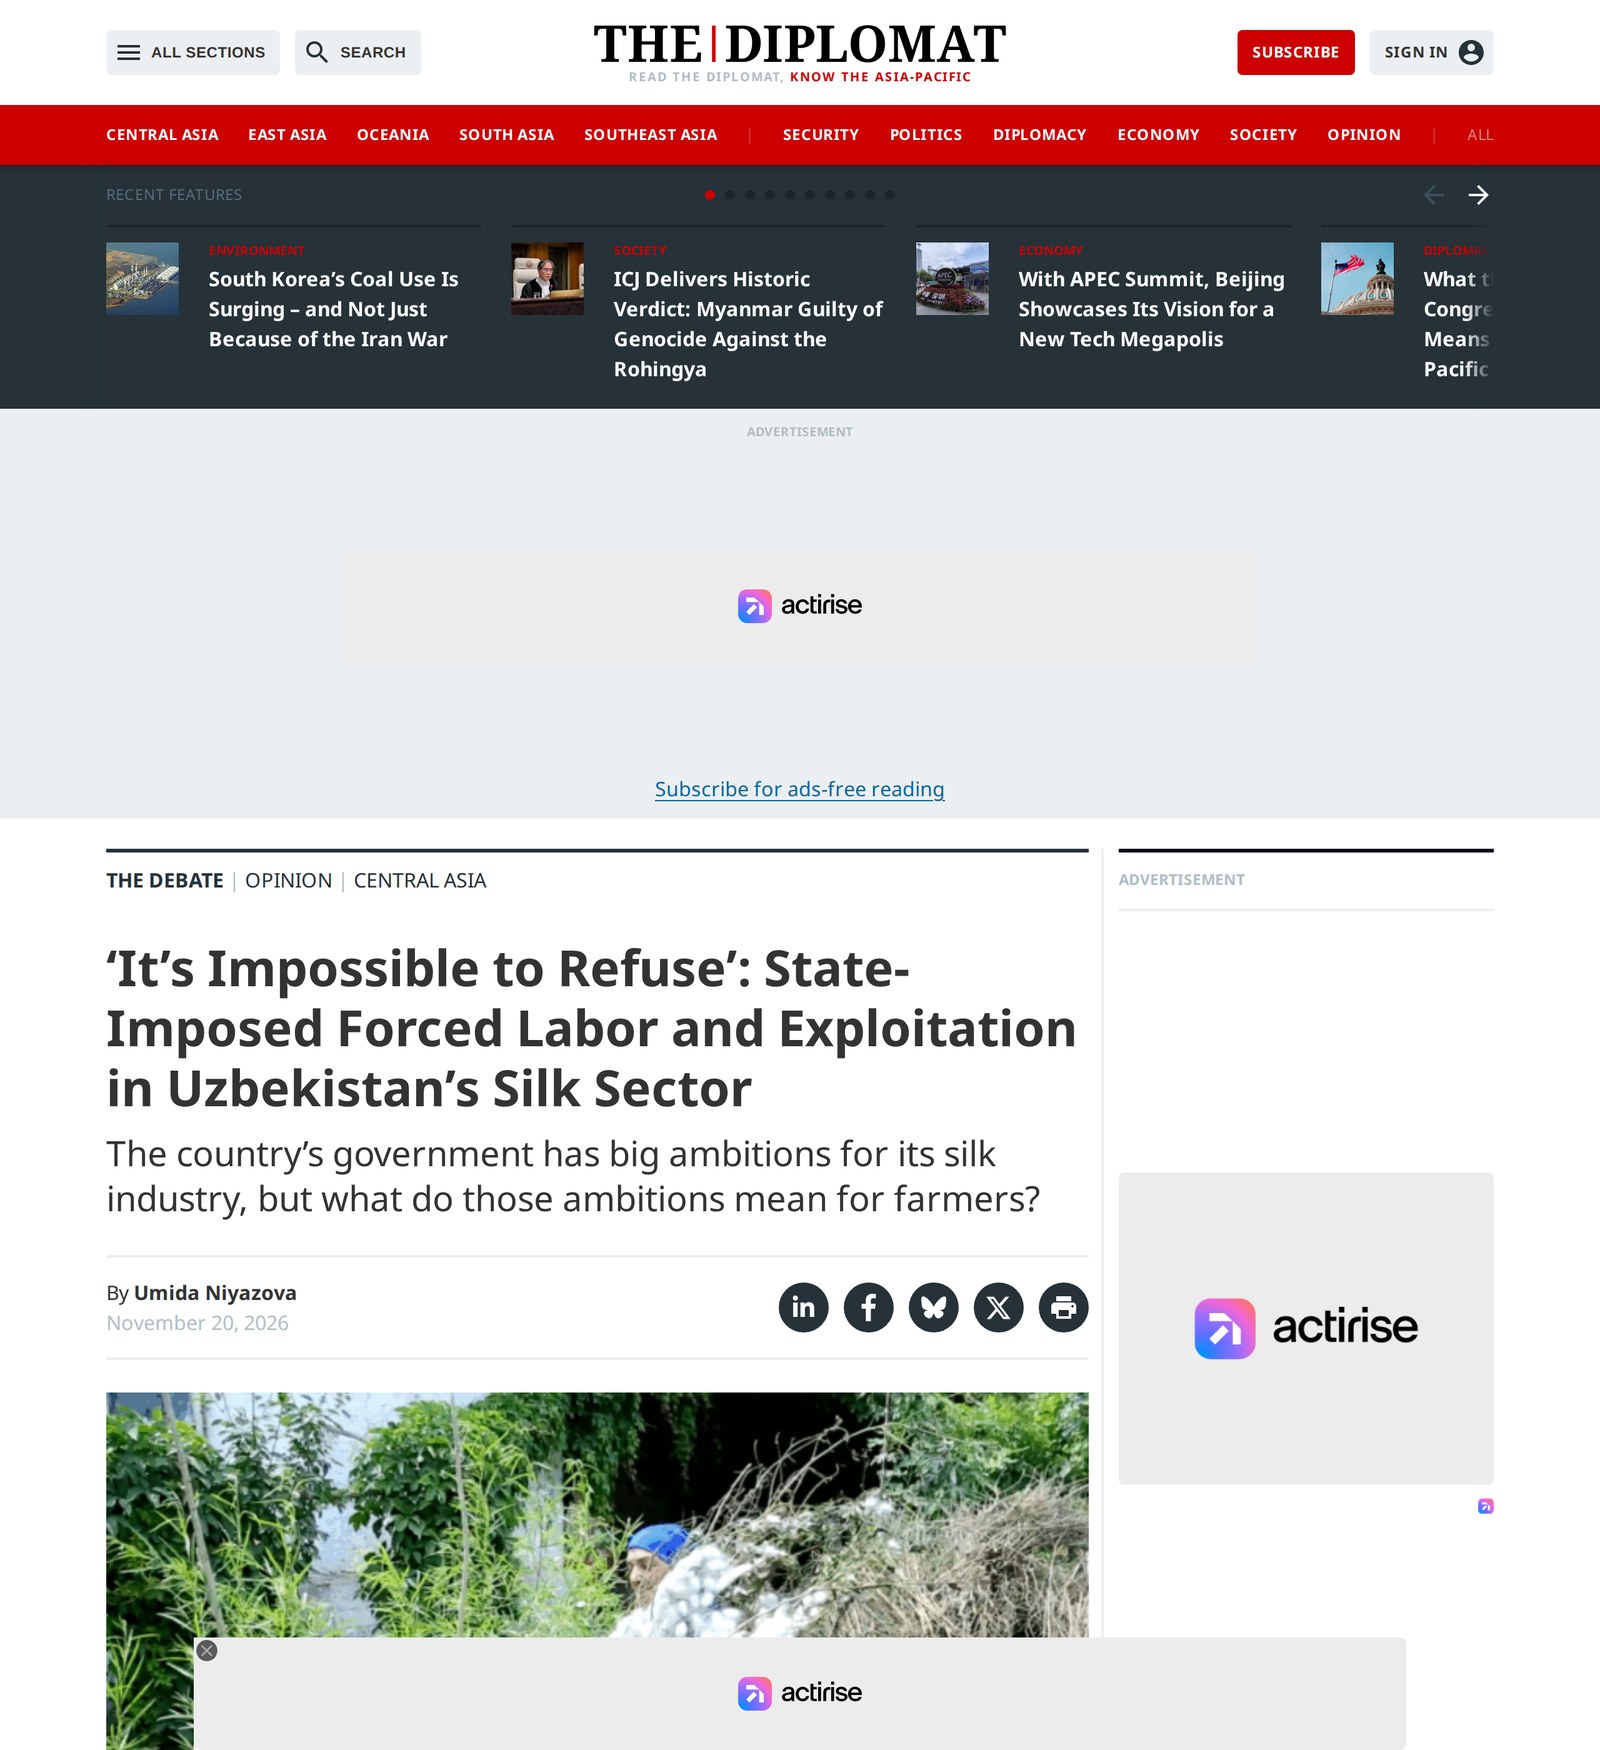 ALL SECTIONS
SEARCH
THE|DIPLOMAT
READ THE DIPLOMAT, KNOW THE ASIA-PACIFIC
SUBSCRIBE
SIGN IN
CENTRAL ASIA EAST ASIA OCEANIA SOUTH ASIA SOUTHEAST ASIA | SECURITY POLITICS DIPLOMACY ECONOMY SOCIETY OPINION | ALL
RECENT FEATURES
ENVIRONMENT
South Korea’s Coal Use Is
Surging – and Not Just
Because of the Iran War
SOCIETY
ICJ Delivers Historic
Verdict: Myanmar Guilty of
Genocide Against the
Rohingya
ECONOMY
With APEC Summit, Beijing
Showcases Its Vision for a
New Tech Megapolis
What
Means
Pacific
ADVERTISEMENT
actirise
Subscribe for ads-free reading
THE DEBATE | OPINION | CENTRAL ASIA
‘It’s Impossible to Refuse’: State-
Imposed Forced Labor and Exploitation
in Uzbekistan’s Silk Sector
The country’s government has big ambitions for its silk
industry, but what do those ambitions mean for farmers?
By Umida Niyazova
November 20, 2026
ADVERTISEMENT
actirise
actirise